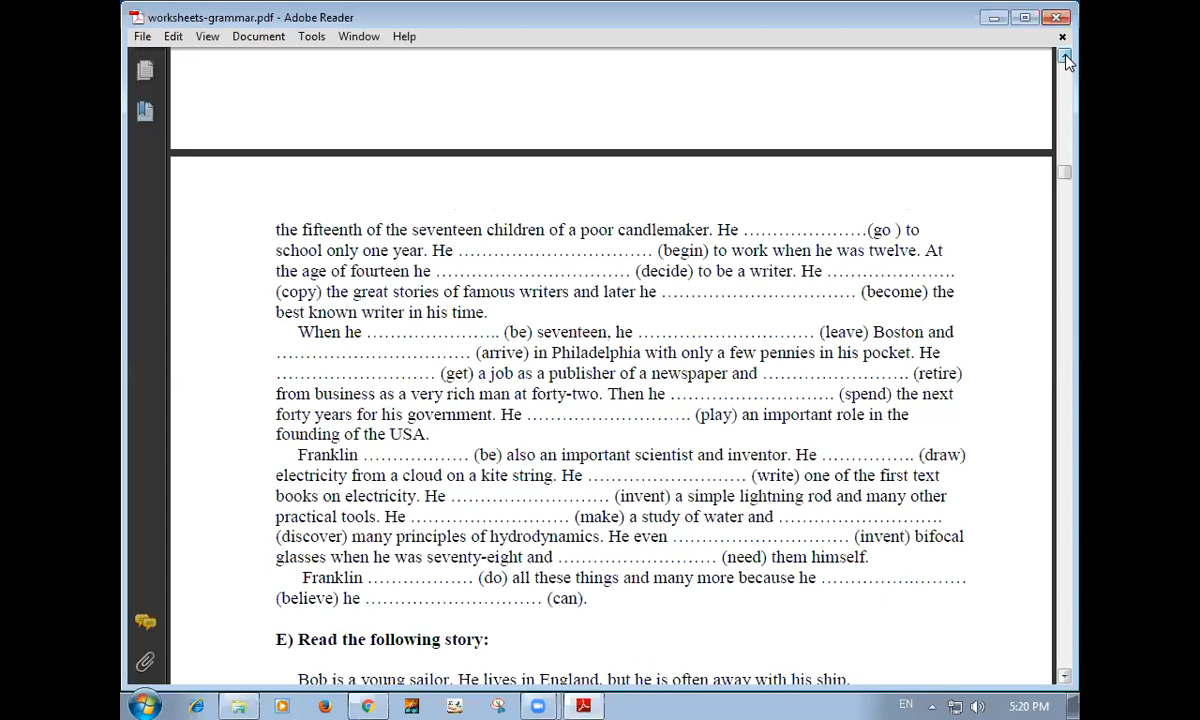 worksheets-grammar.pdf - Adobe Reader
File Edit View Document Tools Window Help
the fifteenth of the seventeen children of a poor candlemaker. He .....................(go ) to
school only one year. He ................................. (begin) to work when he was twelve. At
the age of fourteen he ................................. (decide) to be a writer. He ......................
(copy) the great stories of famous writers and later he ................................. (become) the
best known writer in his time.
When he ....................... (be) seventeen, he .............................. (leave) Boston and
................................. (arrive) in Philadelphia with only a few pennies in his pocket. He
........................... (get) a job as a publisher of a newspaper and ......................... (retire)
from business as a very rich man at forty-two. Then he ............................ (spend) the next
forty years for his government. He ............................ (play) an important role in the
founding of the USA.
Franklin .................. (be) also an important scientist and inventor. He ................ (draw)
electricity from a cloud on a kite string. He ........................... (write) one of the first text
books on electricity. He ........................... (invent) a simple lightning rod and many other
practical tools. He ........................... (make) a study of water and ............................
(discover) many principles of hydrodynamics. He even .............................. (invent) bifocal
glasses when he was seventy-eight and ........................... (need) them himself.
Franklin .................. (do) all these things and many more because he .........................
(believe) he .............................. (can).
E) Read the following story:
Bob is a young sailor. He lives in England, but he is often away with his ship.
EN 5:20 PM